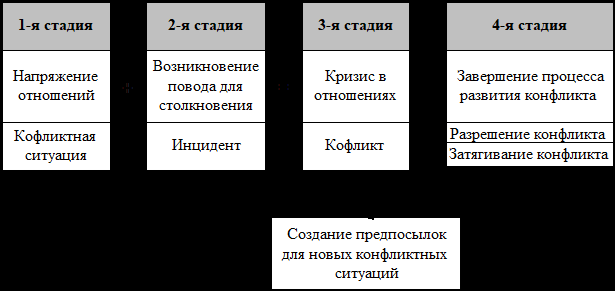 1-я стадия
Напряжение
отношений
Кофликтная
ситуация
2-я стадия
Возникновение
повода для
столкновения
Инцидент
3-я стадия
Кризис в
отношениях
Кофликт
4-я стадия
Завершение процесса
развития конфликта
Разрешение конфликта
Затягивание конфликта
Создание предпосылок
для новых конфликтных
ситуаций